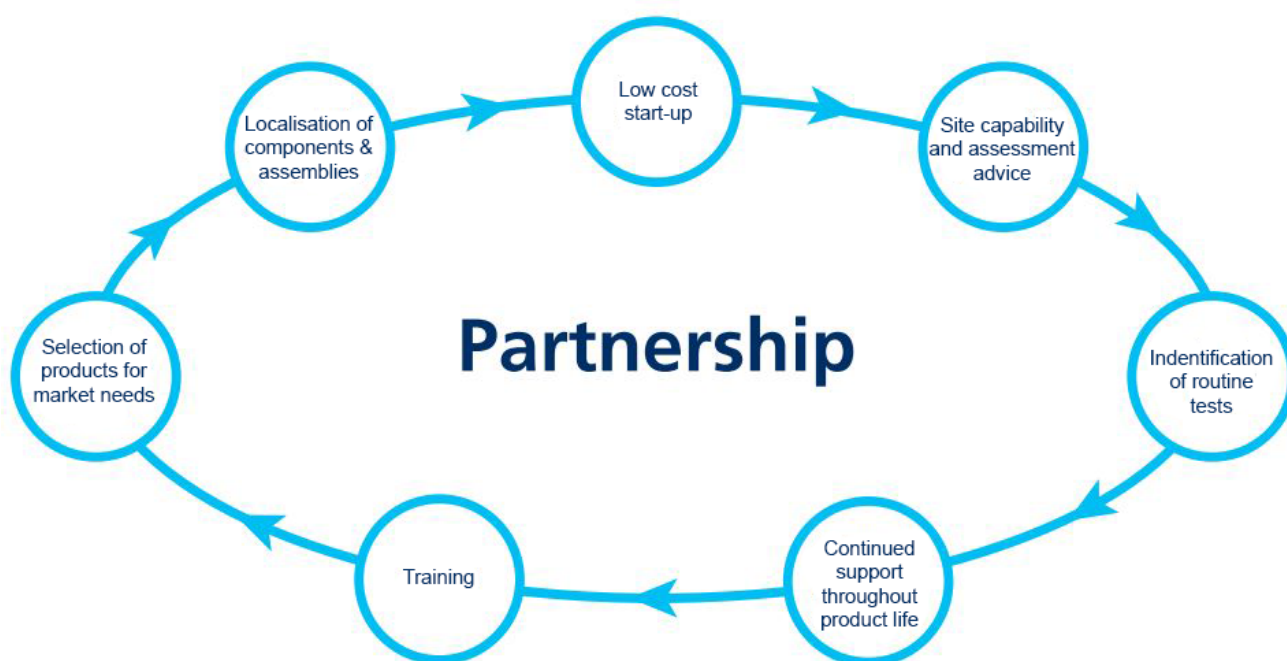 Low cost
start-up
Localisation of
components &
assemblies
Site capability
and assessment
advice
Partnership
Selection of
products for
market needs
Indentification
of routine
tests
Training
Continued
support
throughout
product life